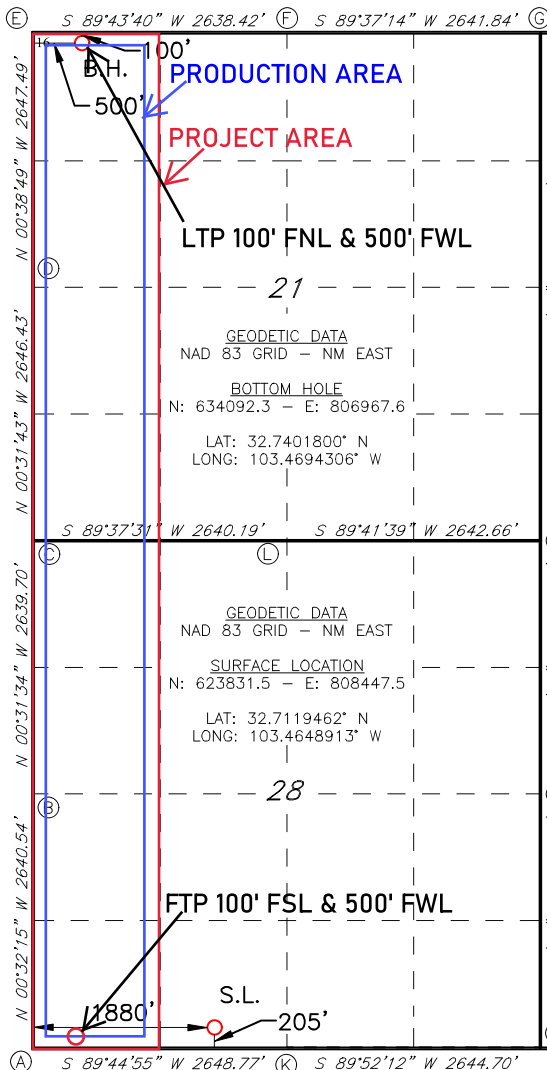 E S 89°43'40" W 2638.42' F S 89°37'14" W 2641.84' G
16
100'
B.H.
PRODUCTION AREA
500'
PROJECT AREA
N 00°38'49" W 2647.49'
LTP 100' FNL & 500' FWL
D
21
GEODETIC DATA
NAD 83 GRID – NM EAST
BOTTOM HOLE
N: 634092.3 – E: 806967.6
LAT: 32.7401800° N
LONG: 103.4694306° W
N 00°31'43" W 2646.43'
S 89°37'31" W 2640.19' S 89°41'39" W 2642.66'
C L
GEODETIC DATA
NAD 83 GRID – NM EAST
SURFACE LOCATION
N: 623831.5 – E: 808447.5
LAT: 32.7119462° N
LONG: 103.4648913° W
N 00°31'34" W 2639.70'
28
B
FTP 100' FSL & 500' FWL
N 00°32'15" W 2640.54'
S.L.
1880'
205'
A S 89°44'55" W 2648.77' K S 89°52'12" W 2644.70'